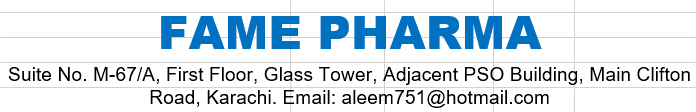 FAME PHARMA
Suite No. M-67/A, First Floor, Glass Tower, Adjacent PSO Building, Main Clifton
Road, Karachi. Email: aleem751@hotmail.com